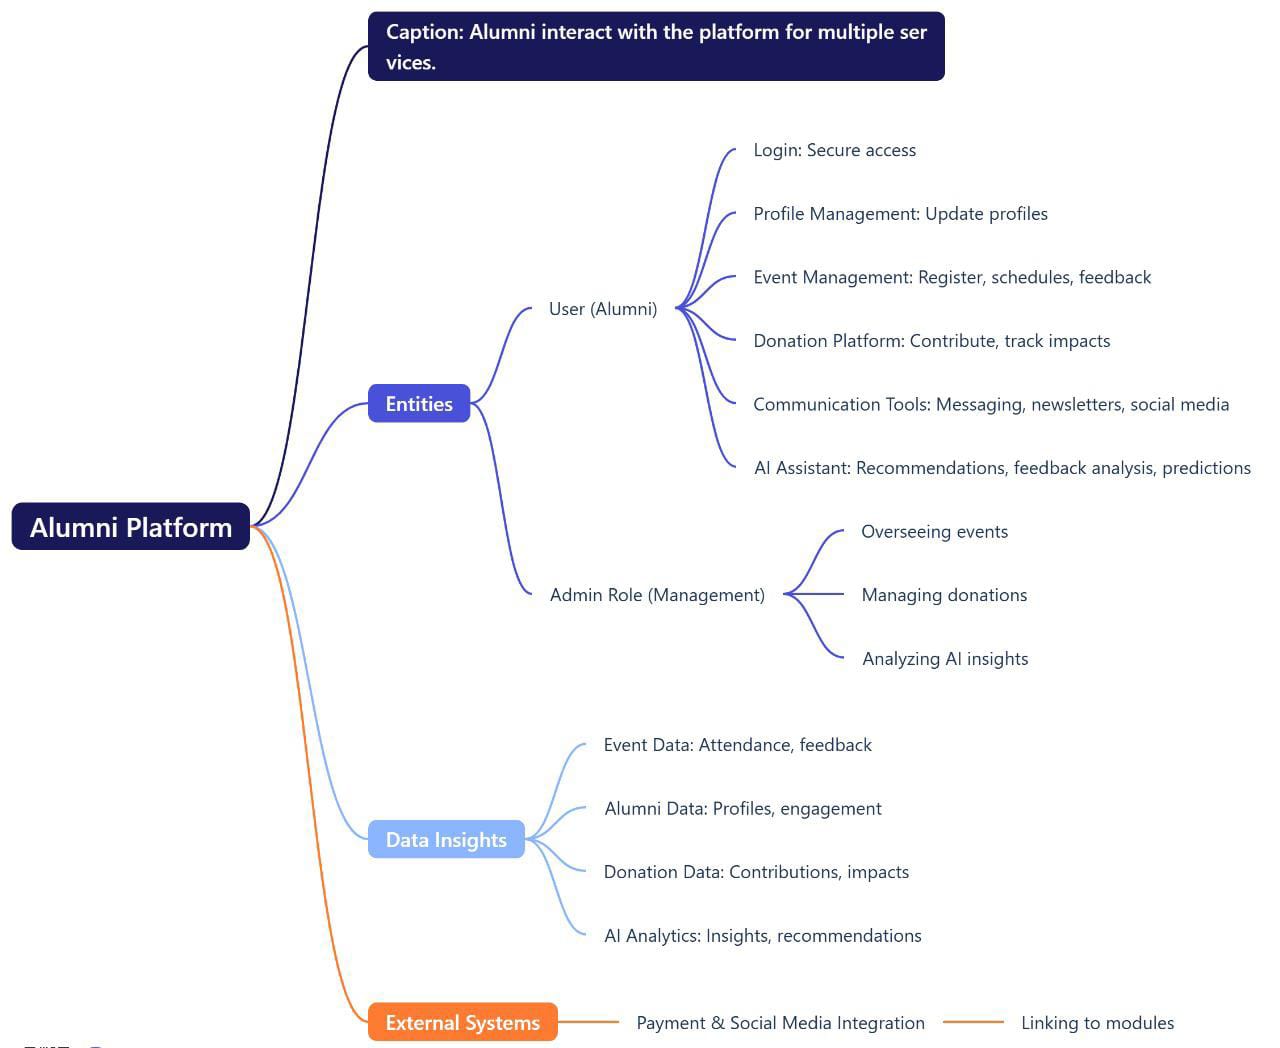 Caption: Alumni interact with the platform for multiple ser
vices.
Login: Secure access
Profile Management: Update profiles
Event Management: Register, schedules, feedback
User (Alumni)
Donation Platform: Contribute, track impacts
Entities
Communication Tools: Messaging, newsletters, social media
AI Assistant: Recommendations, feedback analysis, predictions
Alumni Platform
Overseeing events
Admin Role (Management)
Managing donations
Analyzing AI insights
Event Data: Attendance, feedback
Alumni Data: Profiles, engagement
Data Insights
Donation Data: Contributions, impacts
AI Analytics: Insights, recommendations
External Systems
Payment & Social Media Integration
Linking to modules